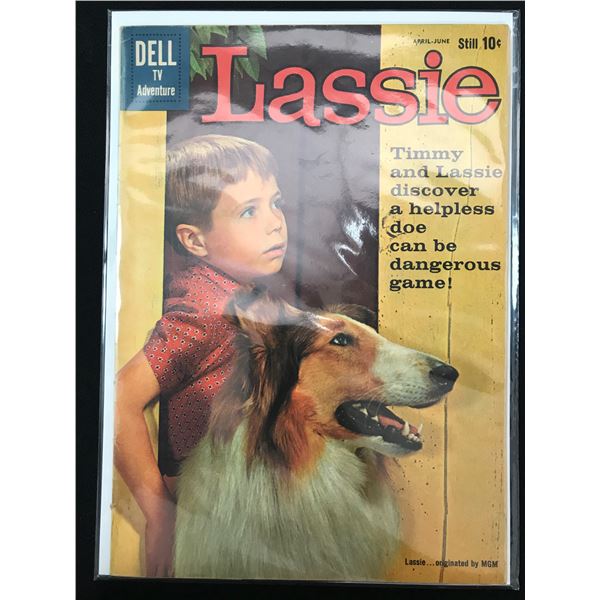 DELL
TV
Adventure
APRIL-JUNE Still 10¢
Lassie
Timmy
and Lassie
discover
a helpless
doe
can be
dangerous
game!
Lassie...originated by MGM